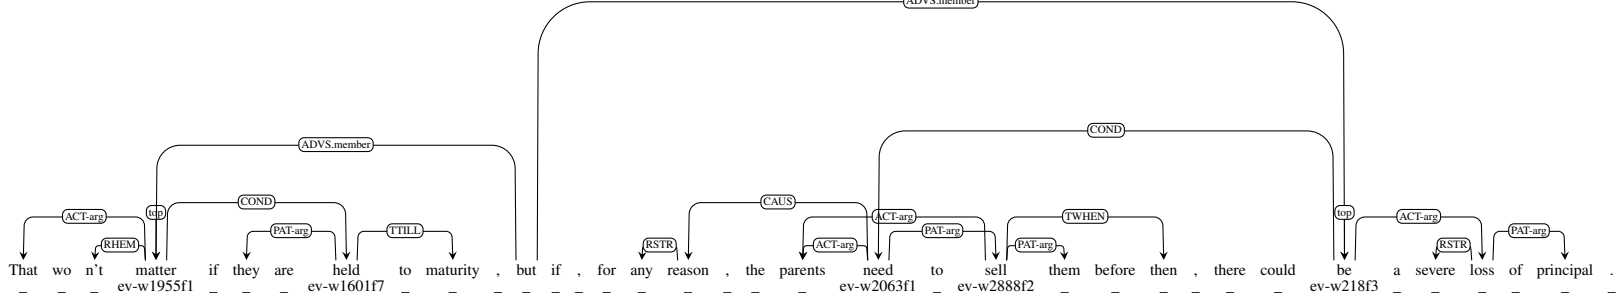 ADVS.member
COND
ADVS.member
COND CAUS
ACT-arg top ACT-arg TWHEN top ACT-arg
PAT-arg TTILL PAT-arg PAT-arg
RHEM RSTR ACT-arg PAT-arg RSTR
That wo n't matter if they are held to maturity , but if , for any reason , the parents need to sell them before then , there could be a severe loss of principal .
_ _ _ ev-w1955f1 _ _ _ ev-w1601f7 _ _ _ _ _ _ _ _ _ _ _ _ ev-w2063f1 _ ev-w2888f2 _ _ _ _ _ _ ev-w218f3 _ _ _ _ _ _